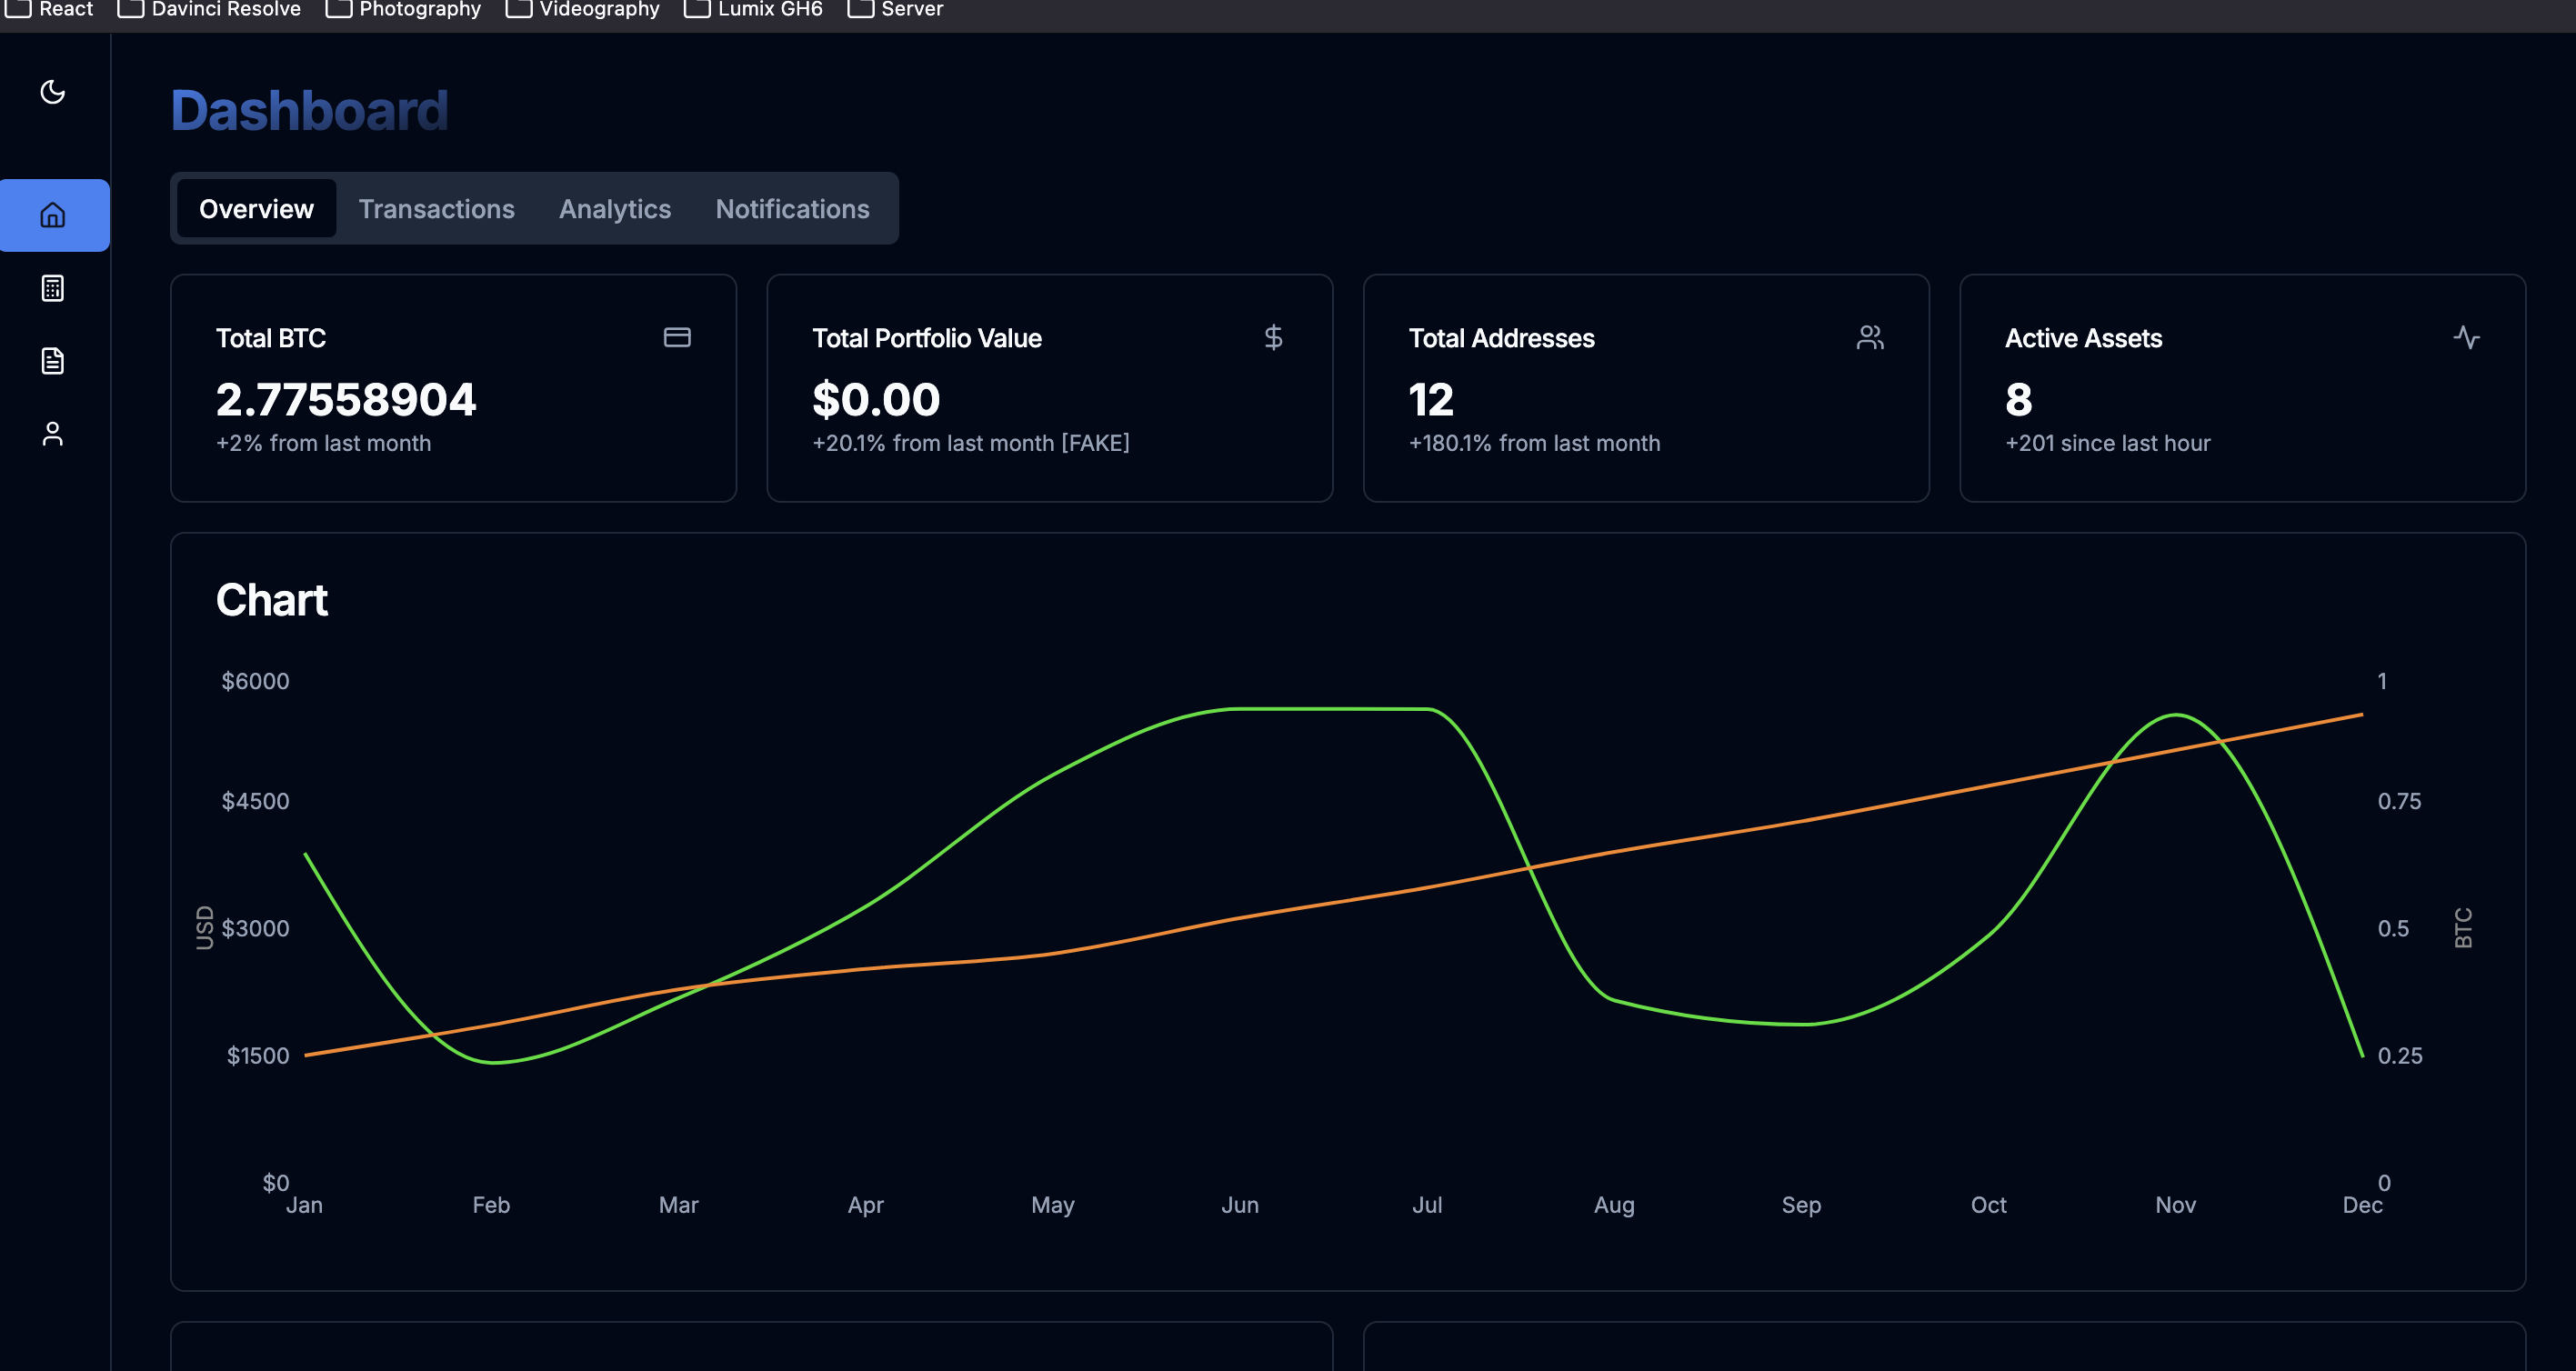 React Davinci Resolve Photography Videography Lumix GH6 Server
Dashboard
Overview Transactions Analytics Notifications
Total BTC
2.77558904
+2% from last month
Total Portfolio Value
$0.00
+20.1% from last month [FAKE]
Total Addresses
12
+180.1% from last month
Active Assets
8
+201 since last hour
Chart
$6000
$4500
$3000
$1500
$0
USD
1
0.75
0.5
0.25
0
BTC
Jan Feb Mar Apr May Jun Jul Aug Sep Oct Nov Dec